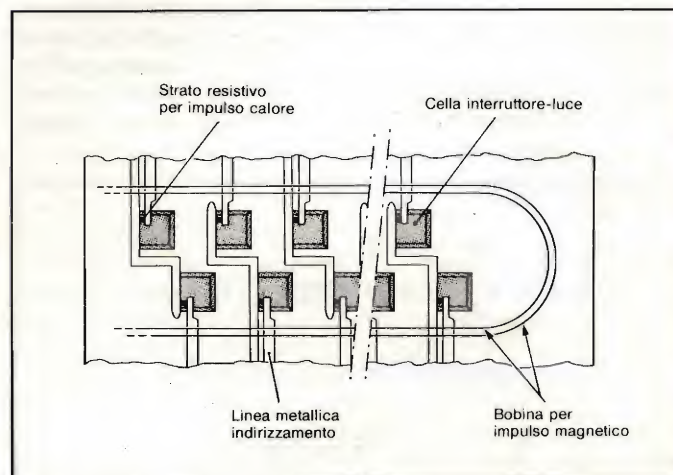 Strato resistivo
per impulso calore
Cella interruttore-luce
Linea metallica
indirizzamento
Bobina per
impulso magnetico